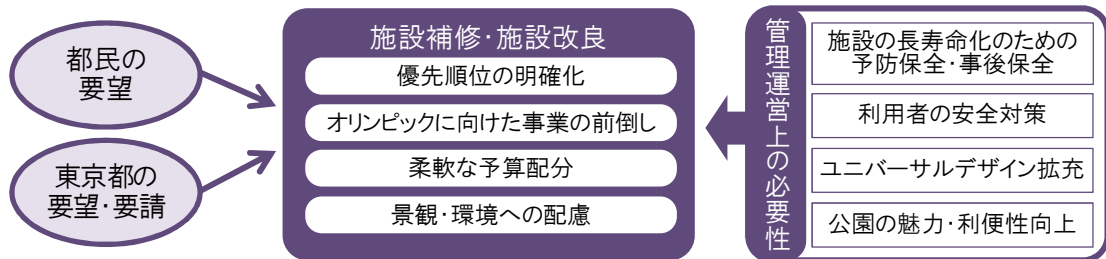 都民の
要望
東京都の
要望・要請
施設補修・施設改良
優先順位の明確化
オリンピックに向けた事業の前倒し
柔軟な予算配分
景観・環境への配慮
管理運営上の必要性
施設の長寿命化のための
予防保全・事後保全
利用者の安全対策
ユニバーサルデザイン拡充
公園の魅力・利便性向上